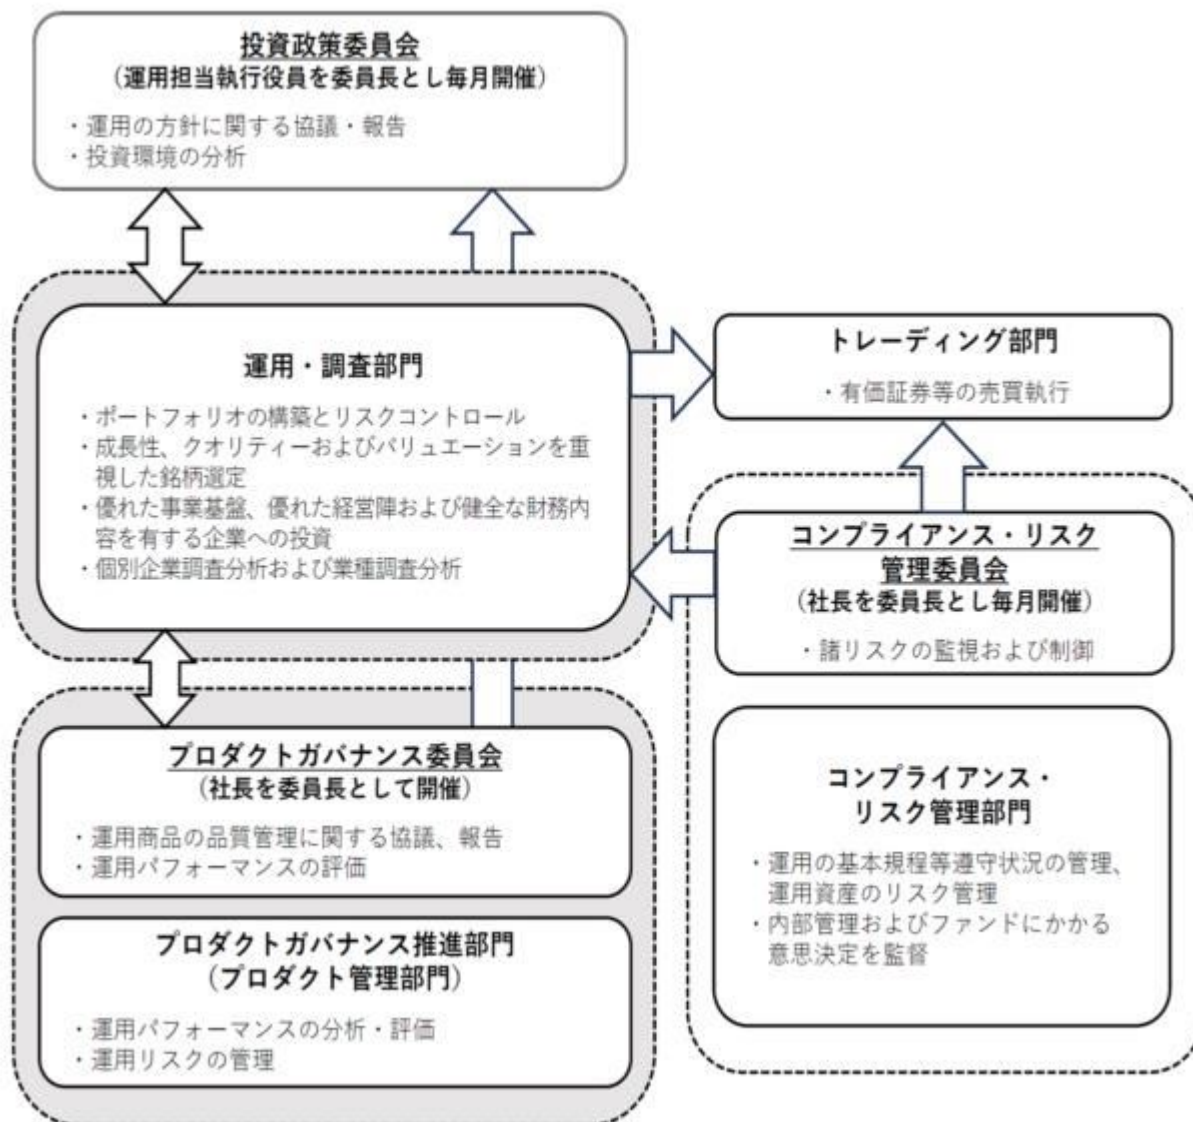 投資政策委員会
（運用担当執行役員を委員長とし毎月開催）
・運用の方針に関する協議・報告
・投資環境の分析
運用・調査部門
・ポートフォリオの構築とリスクコントロール
・成長性、クオリティーおよびバリュエーションを重
視した銘柄選定
・優れた事業基盤、優れた経営陣および健全な財務内
容を有する企業への投資
・個別企業調査分析および業種調査分析
トレーディング部門
・有価証券等の売買執行
コンプライアンス・リスク
管理委員会
（社長を委員長とし毎月開催）
・諸リスクの監視および制御
プロダクトガバナンス委員会
（社長を委員長として開催）
・運用商品の品質管理に関する協議、報告
・運用パフォーマンスの評価
プロダクトガバナンス推進部門
（プロダクト管理部門）
・運用パフォーマンスの分析・評価
・運用リスクの管理
コンプライアンス・
リスク管理部門
・運用の基本規程等遵守状況の管理、
運用資産のリスク管理
・内部管理およびファンドにかかる
意思決定を監督